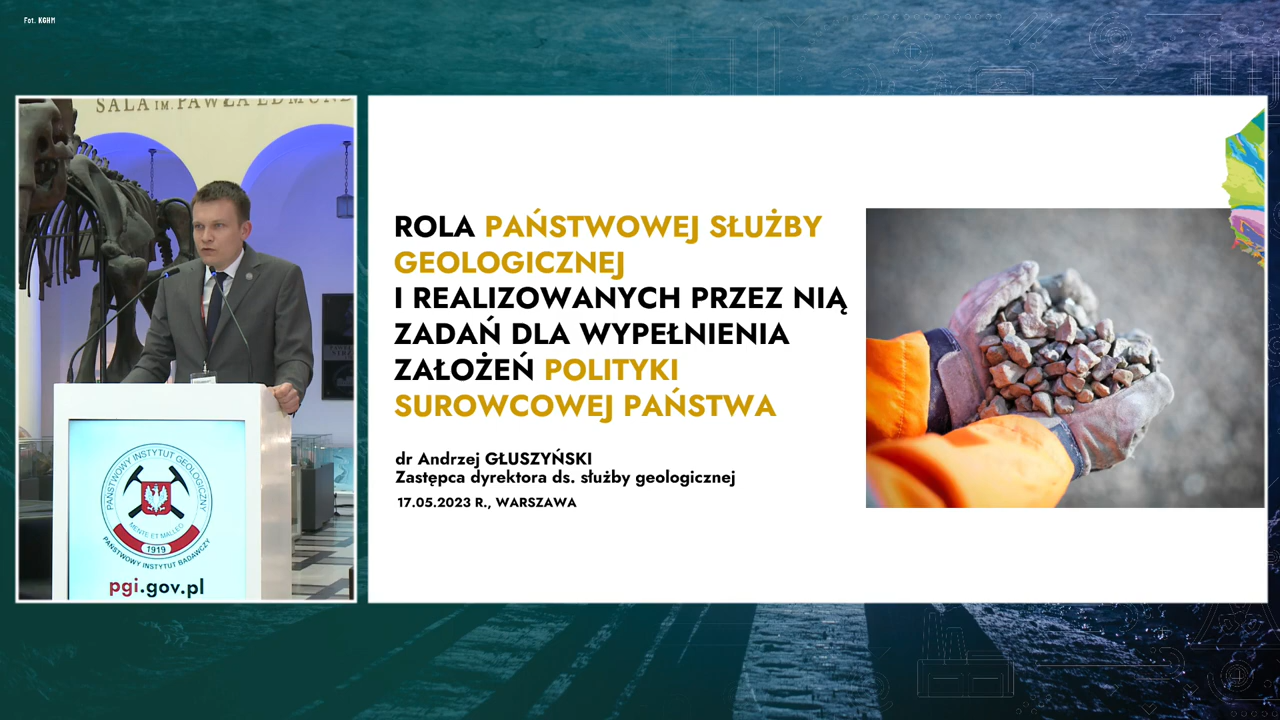 Fot. KGHM
SALA IM. PAWŁA EDMUND
ROLA PAŃSTWOWEJ SŁUŻBY
GEOLOGICZNEJ
I REALIZOWANYCH PRZEZ NIĄ
ZADAŃ DLA WYPEŁNIENIA
ZAŁOŻEŃ POLITYKI
SUROWCOWEJ PAŃSTWA
dr Andrzej GŁUSZYŃSKI
Zastępca dyrektora ds. służby geologicznej
17.05.2023 R., WARSZAWA
PAŃSTWOWY INSTYTUT GEOLOGICZNY
MENTE ET MALLEO
1919
PAŃSTWOWY INSTYTUT BADAWCZY
pgi.gov.pl